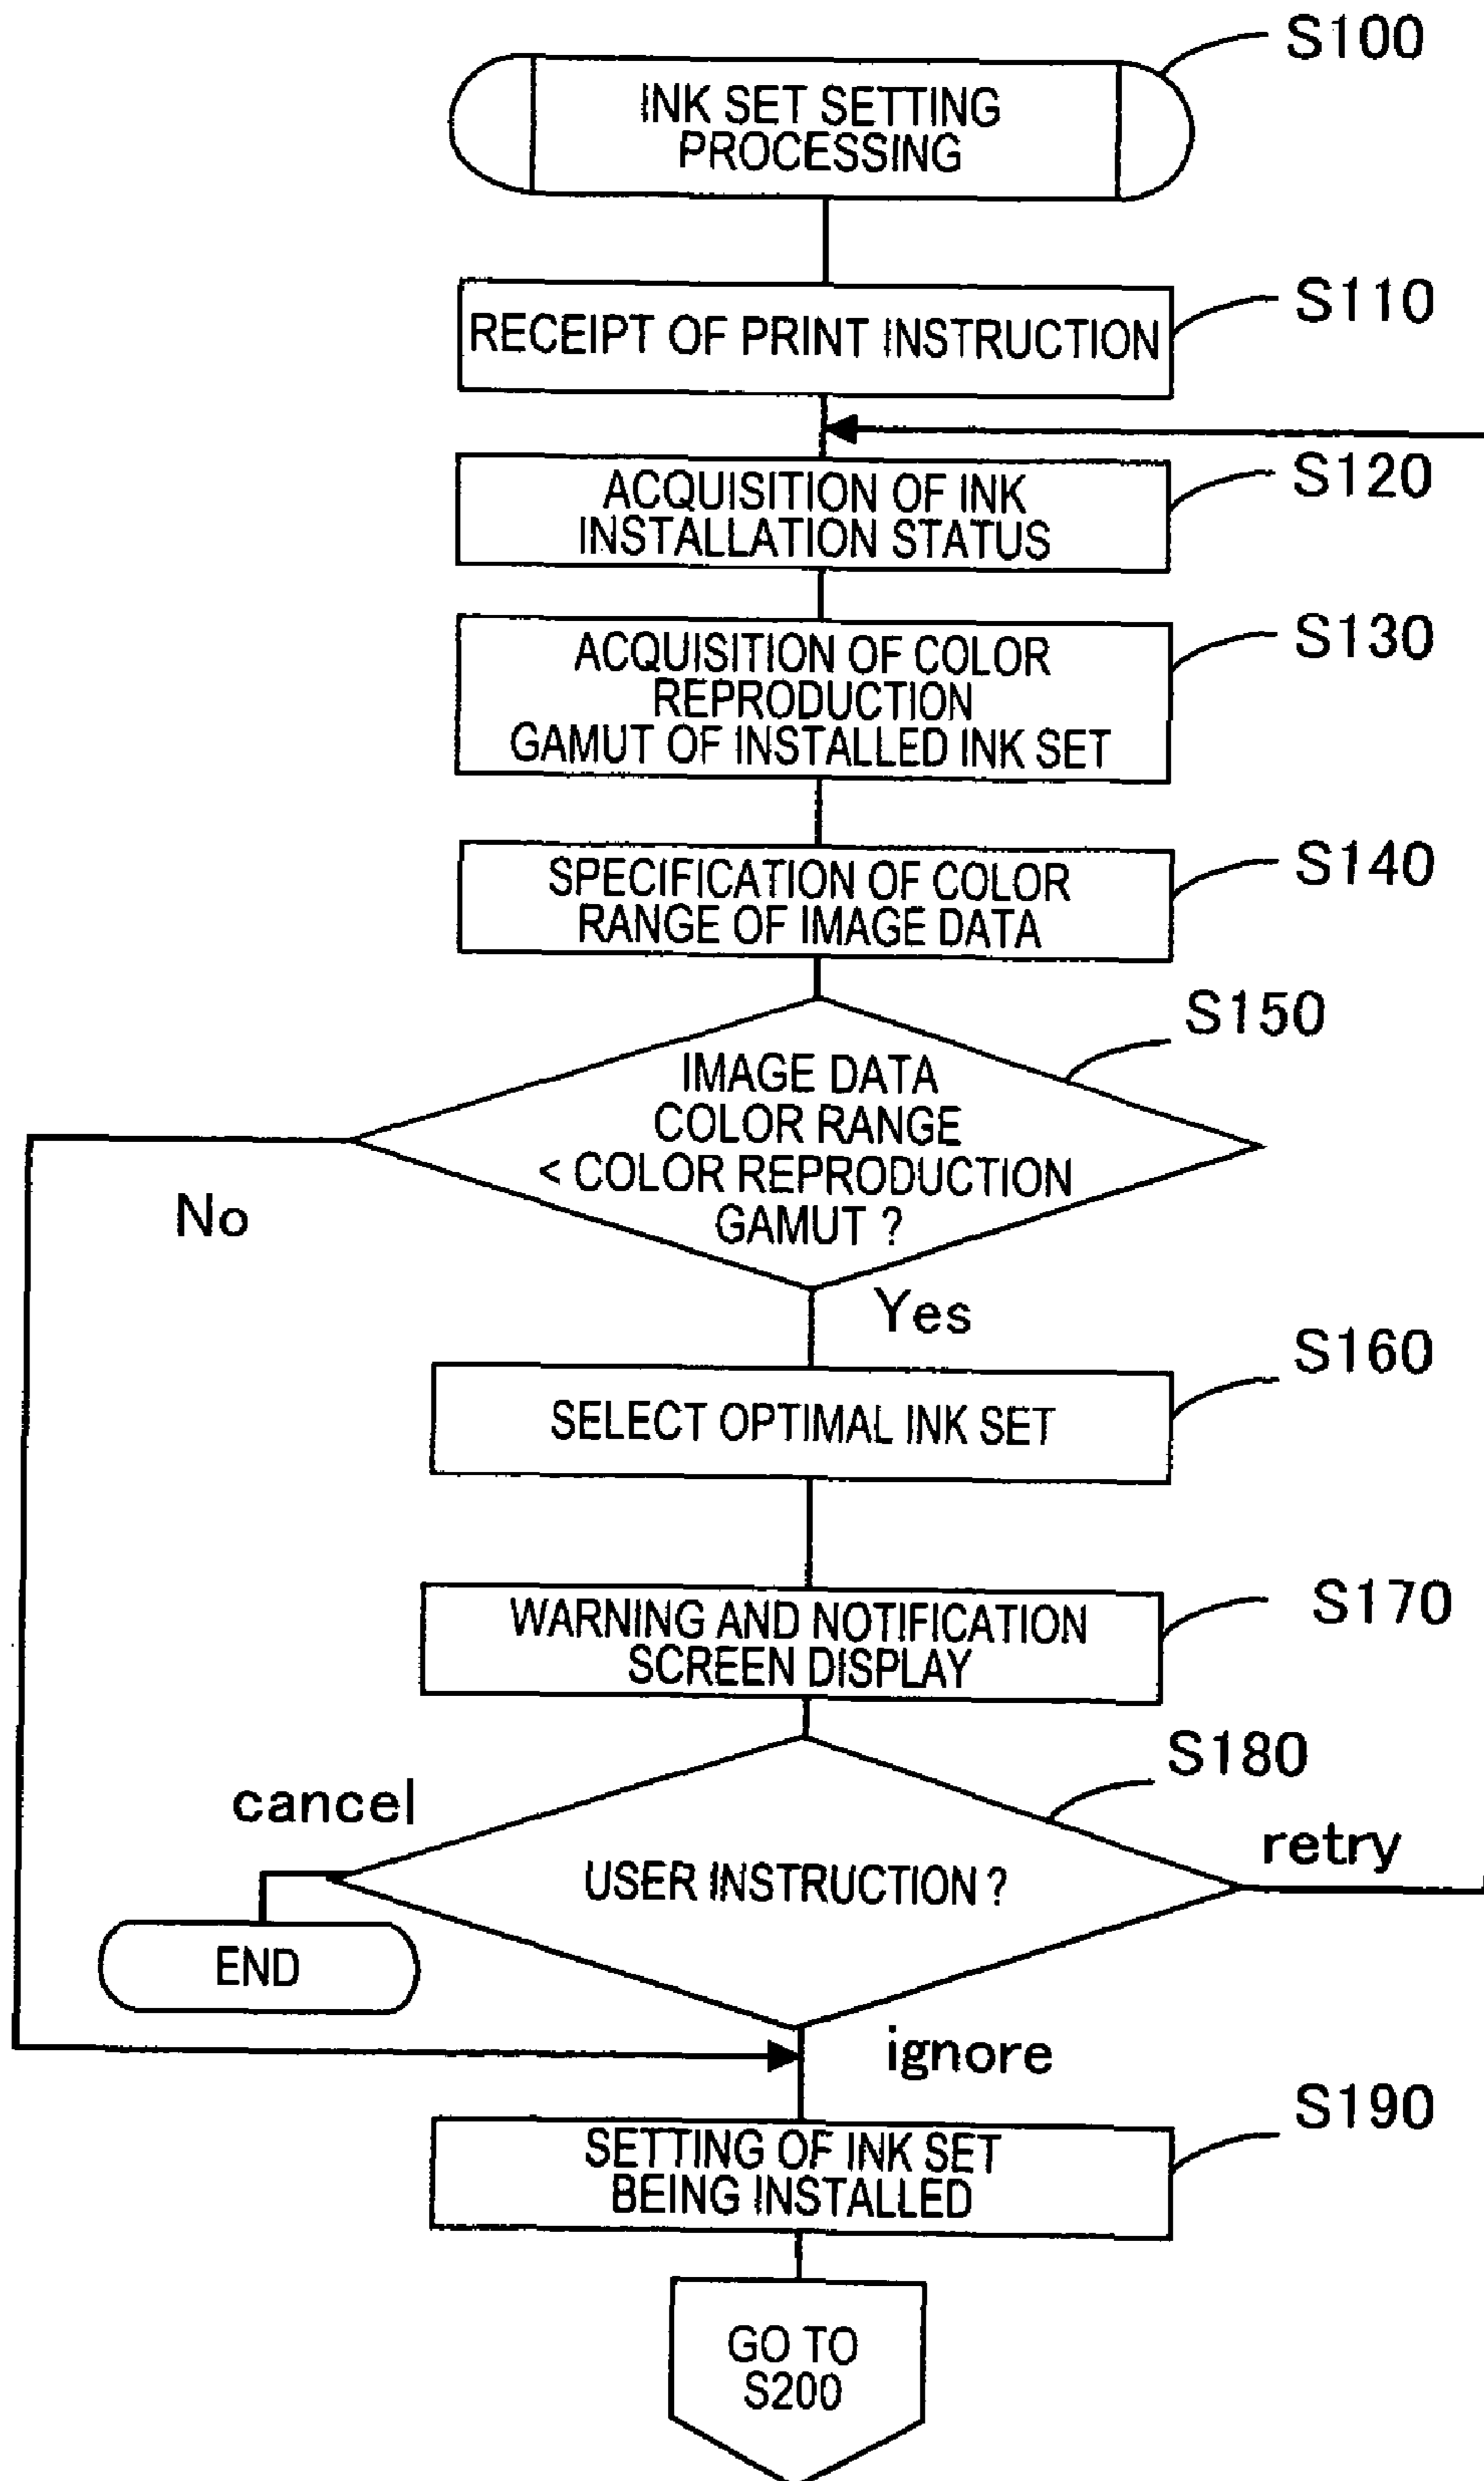 S100
INK SET SETTING
PROCESSING
S110
RECEIPT OF PRINT INSTRUCTION
S120
ACQUISITION OF INK
INSTALLATION STATUS
S130
ACQUISITION OF COLOR
REPRODUCTION
GAMUT OF INSTALLED INK SET
S140
SPECIFICATION OF COLOR
RANGE OF IMAGE DATA
S150
IMAGE DATA
COLOR RANGE
< COLOR REPRODUCTION
GAMUT ?
No
Yes
S160
SELECT OPTIMAL INK SET
S170
WARNING AND NOTIFICATION
SCREEN DISPLAY
S180
cancel
retry
USER INSTRUCTION ?
END
ignore
S190
SETTING OF INK SET
BEING INSTALLED
GO TO
S200